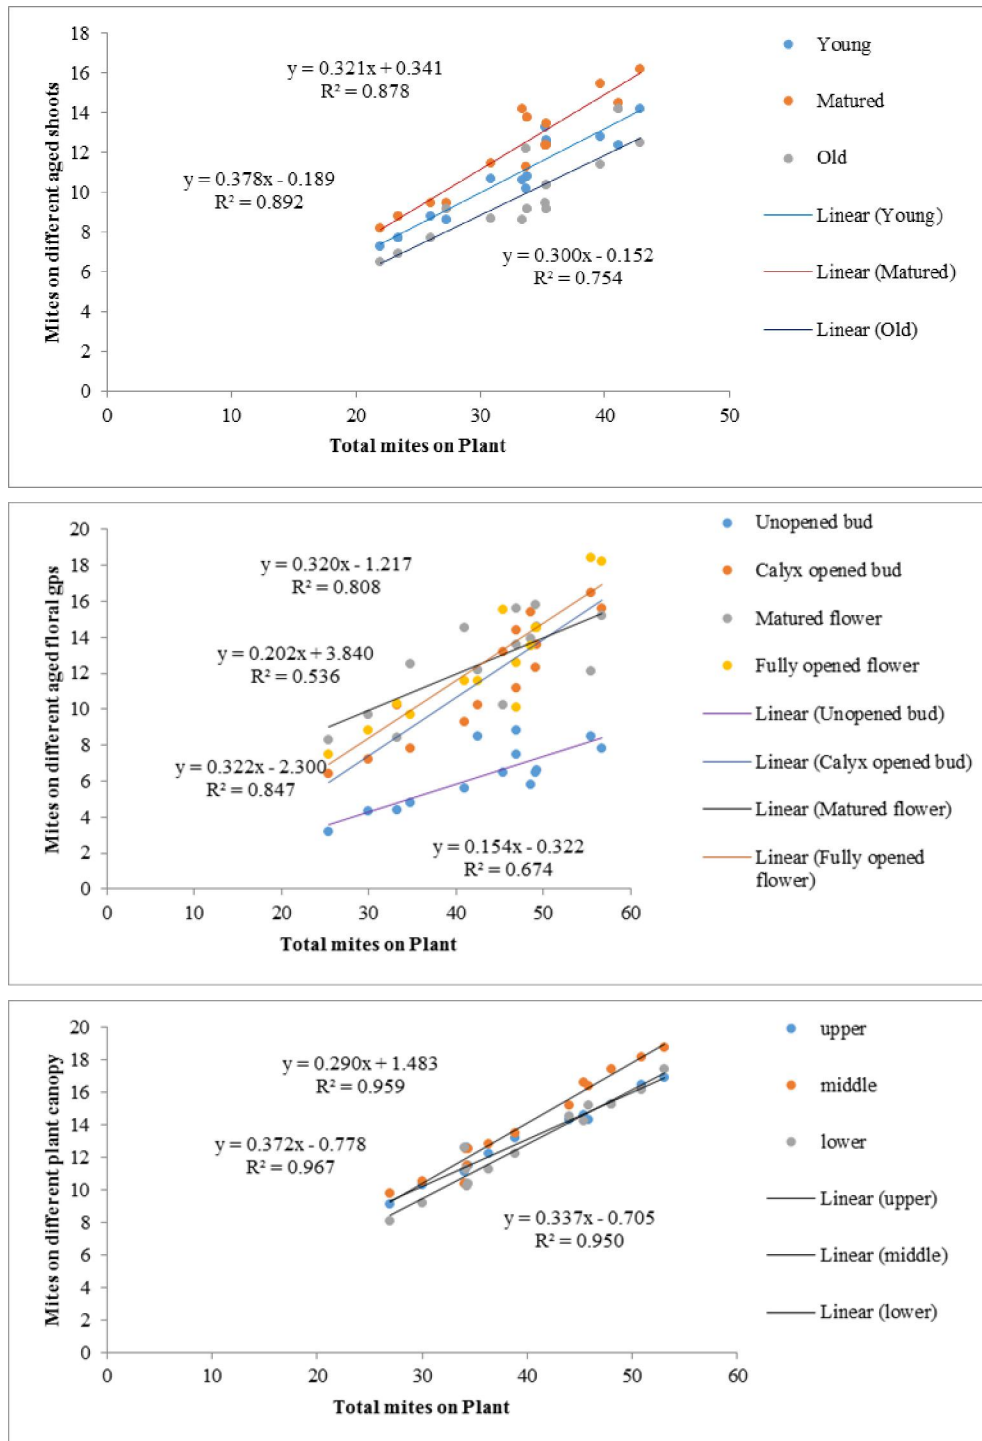 18
16
14
12
10
8
6
4
2
0
Mites on different aged shoots
y = 0.321x + 0.341
R² = 0.878
y = 0.378x - 0.189
R² = 0.892
y = 0.300x - 0.152
R² = 0.754
0 10 20 30 40 50
Total mites on Plant
Young
Matured
Old
Linear (Young)
Linear (Matured)
Linear (Old)
20
18
16
14
12
10
8
6
4
2
0
Mites on different aged floral gps
y = 0.320x - 1.217
R² = 0.808
y = 0.202x + 3.840
R² = 0.536
y = 0.322x - 2.300
R² = 0.847
y = 0.154x - 0.322
R² = 0.674
0 10 20 30 40 50 60
Total mites on Plant
Unopened bud
Calyx opened bud
Matured flower
Fully opened flower
Linear (Unopened bud)
Linear (Calyx opened bud)
Linear (Matured flower)
Linear (Fully opened
flower)
20
18
16
14
12
10
8
6
4
2
0
Mites on different plant canopy
y = 0.290x + 1.483
R² = 0.959
y = 0.372x - 0.778
R² = 0.967
y = 0.337x - 0.705
R² = 0.950
0 10 20 30 40 50 60
Total mites on Plant
upper
middle
lower
Linear (upper)
Linear (middle)
Linear (lower)